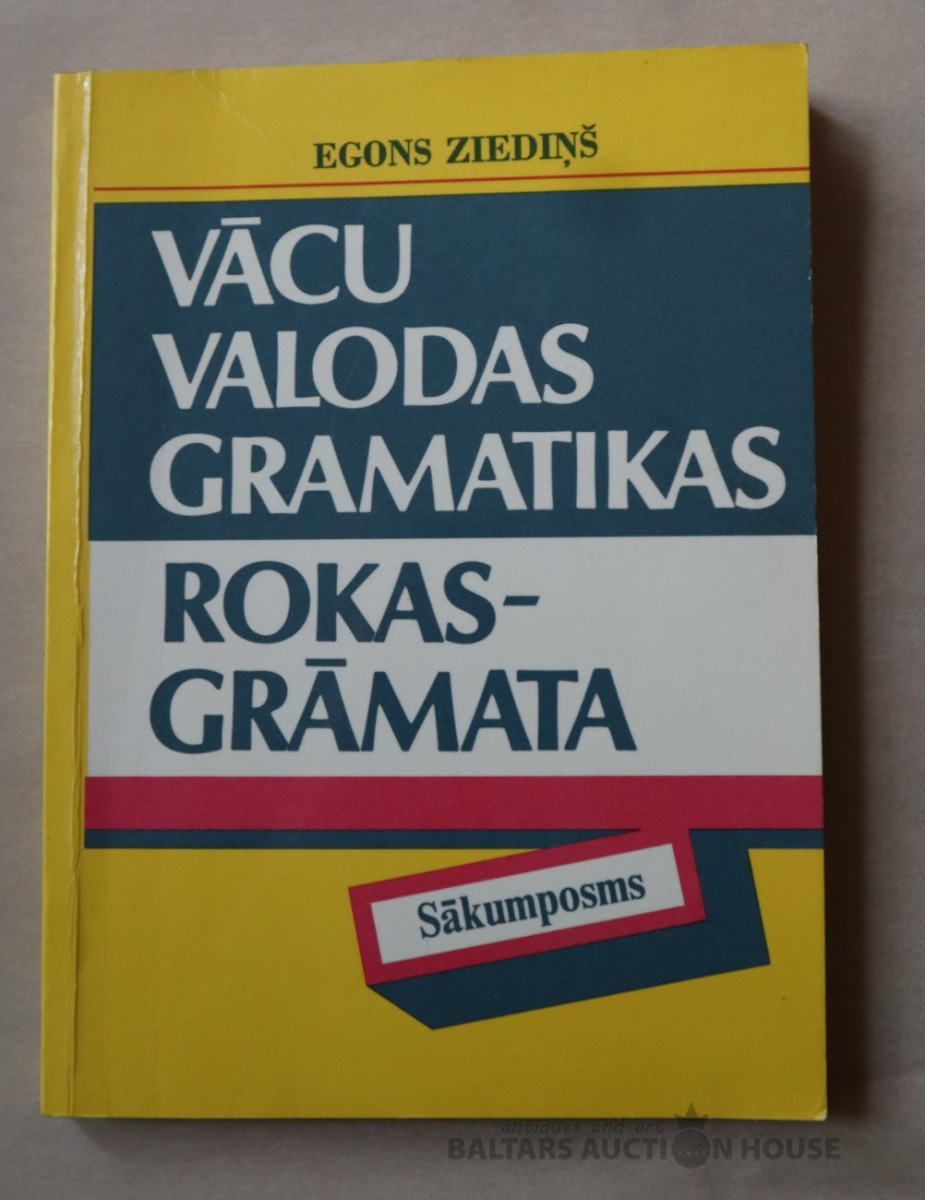 EGONS ZIEDIŅŠ
VĀCU
VALODAS
GRAMATIKAS
ROKAS-
GRĀMATA
Sākumposms
antiques and art
BALTARS AUCTION HOUSE